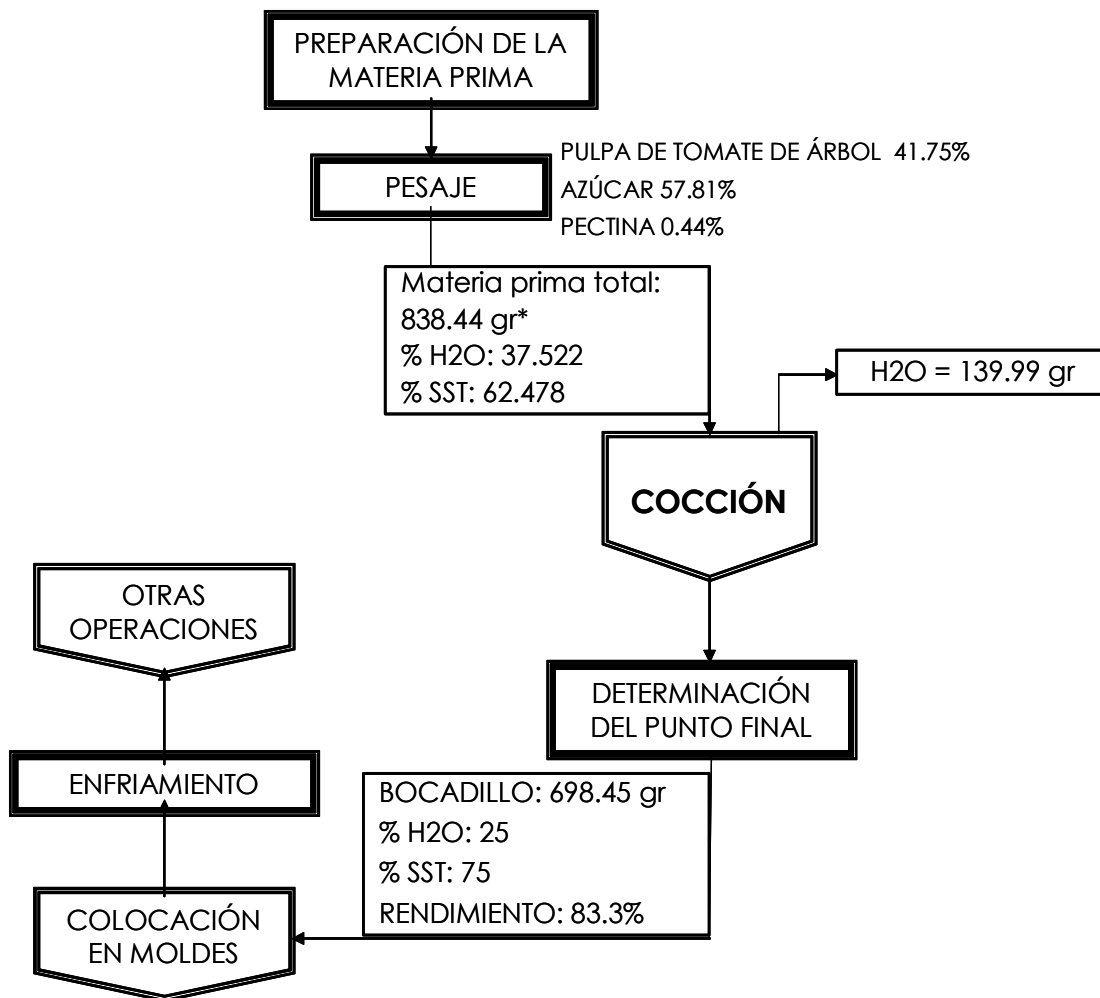 PREPARACIÓN DE LA
MATERIA PRIMA
PESAJE
PULPA DE TOMATE DE ÁRBOL 41.75%
AZÚCAR 57.81%
PECTINA 0.44%
Materia prima total:
838.44 gr*
% H2O: 37.522
% SST: 62.478
H2O = 139.99 gr
COCCIÓN
DETERMINACIÓN
DEL PUNTO FINAL
BOCADILLO: 698.45 gr
% H2O: 25
% SST: 75
RENDIMIENTO: 83.3%
COLOCACIÓN
EN MOLDES
ENFRIAMIENTO
OTRAS
OPERACIONES